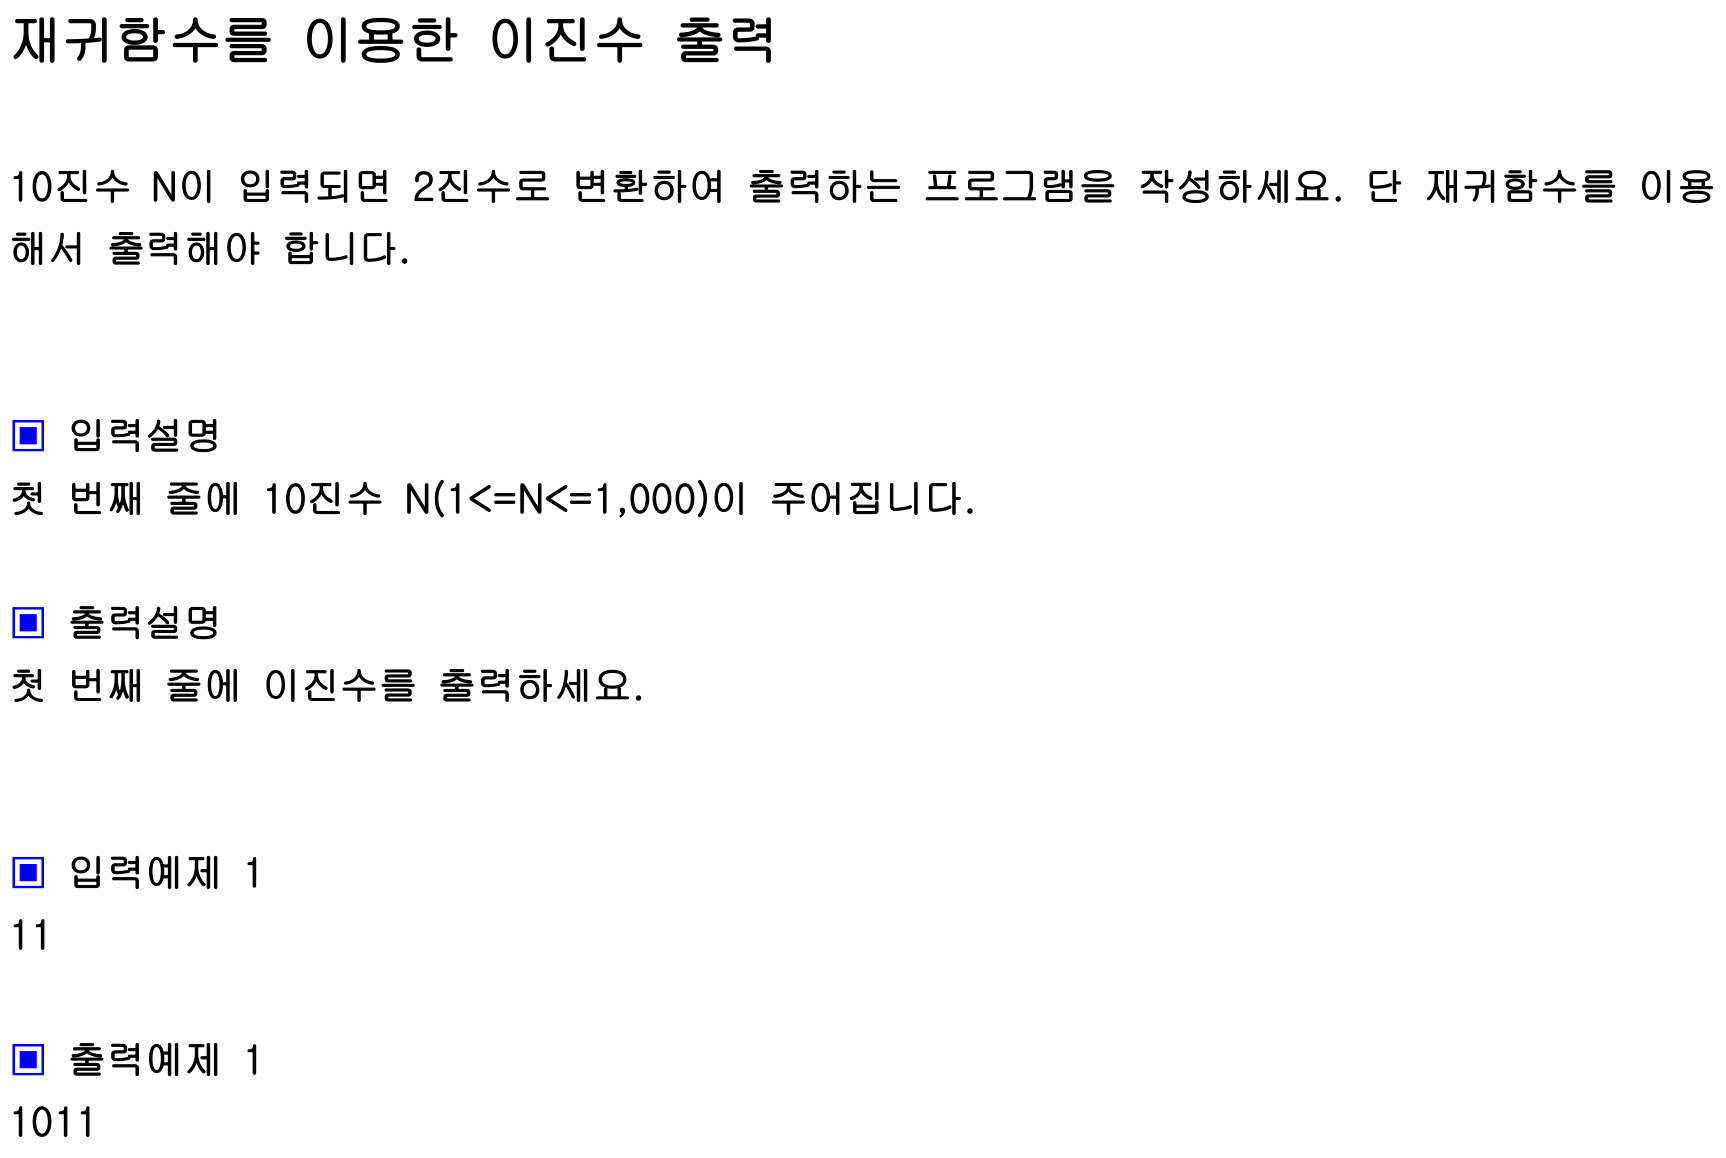 재귀함수를 이용한 이진수 출력
10진수 N이 입력되면 2진수로 변환하여 출력하는 프로그램을 작성하세요. 단 재귀함수를 이용
해서 출력해야 합니다.
▣ 입력설명
첫 번째 줄에 10진수 N(1<=N<=1,000)이 주어집니다.
▣ 출력설명
첫 번째 줄에 이진수를 출력하세요.
▣ 입력예제 1
11
▣ 출력예제 1
1011